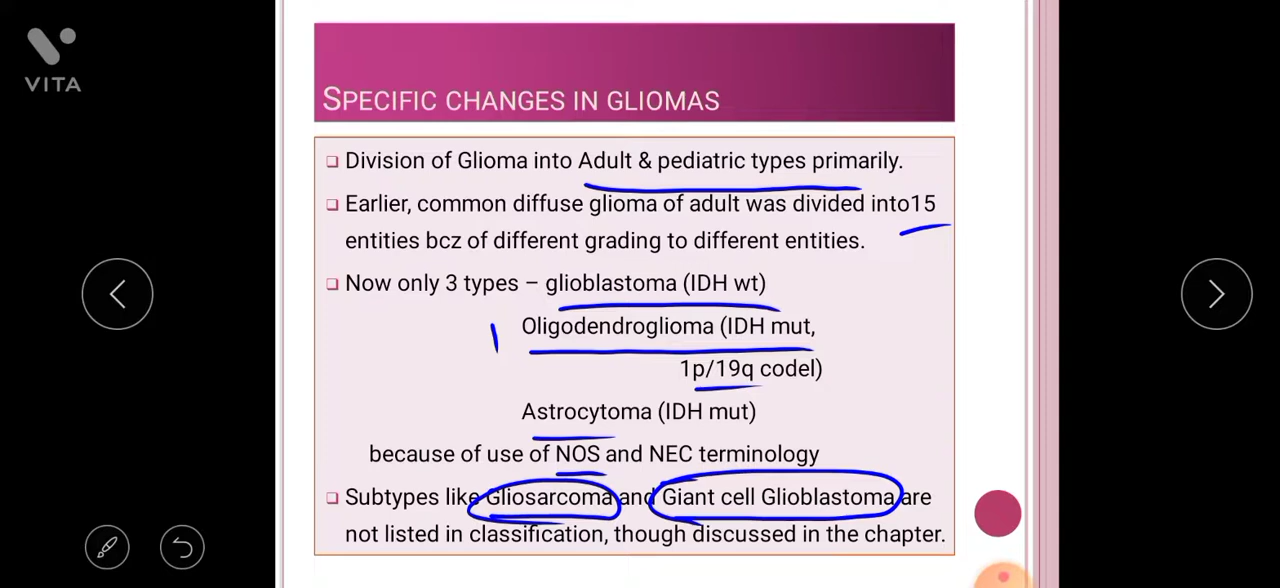 VITA
SPECIFIC CHANGES IN GLIOMAS
Division of Glioma into Adult & pediatric types primarily.
Earlier, common diffuse glioma of adult was divided into15
entities bcz of different grading to different entities.
Now only 3 types – glioblastoma (IDH wt)
Oligodendroglioma (IDH mut,
1p/19q codel)
Astrocytoma (IDH mut)
because of use of NOS and NEC terminology
Subtypes like Gliosarcoma and Giant cell Glioblastoma are
not listed in classification, though discussed in the chapter.